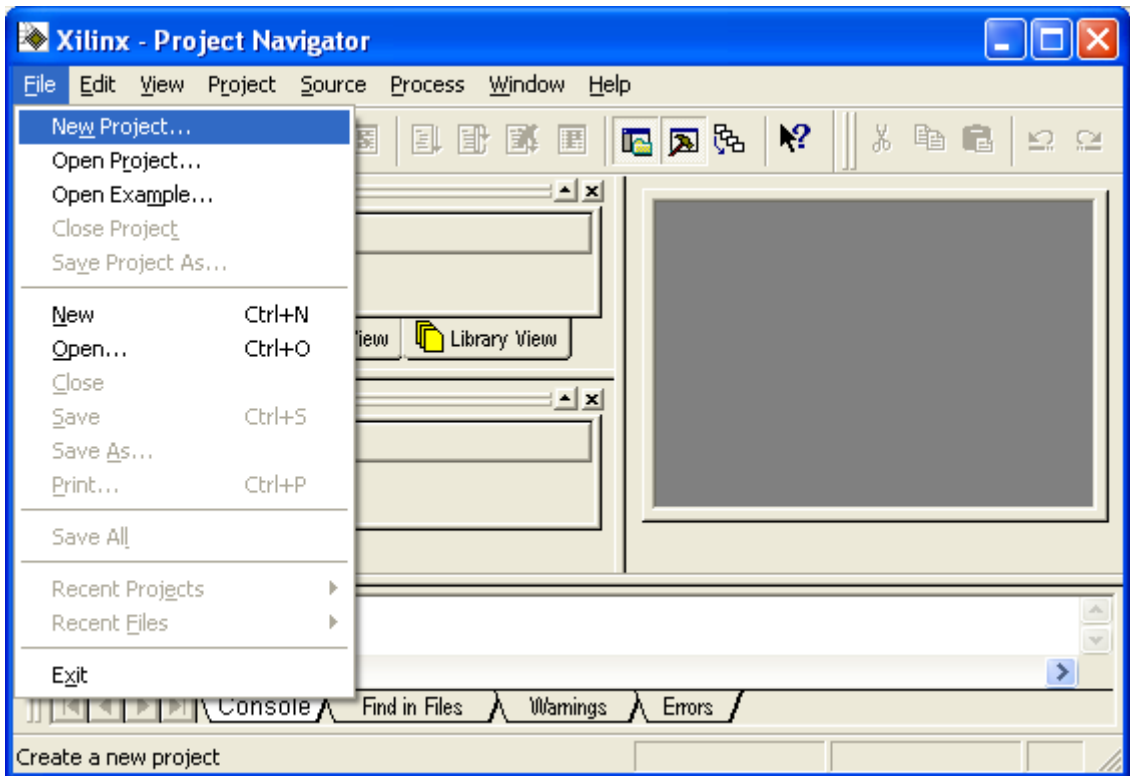 Xilinx - Project Navigator
File Edit View Project Source Process Window Help
New Project...
Open Project...
Open Example...
Close Project
Save Project As...
New Ctrl+N
Open... Ctrl+O
Close
Save Ctrl+S
Save As...
Print... Ctrl+P
Save All
Recent Projects
Recent Files
Exit
Library View
Console Find in Files Warnings Errors
Create a new project